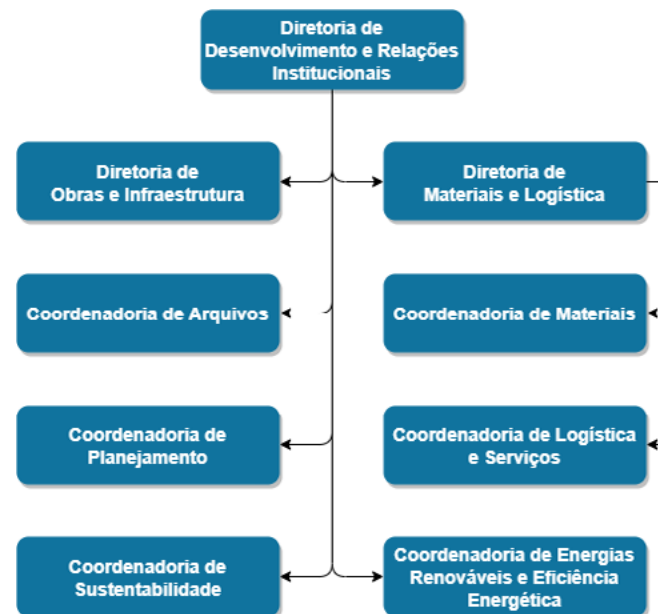 Diretoria de
Desenvolvimento e Relações
Institucionais
Diretoria de
Obras e Infraestrutura
Diretoria de
Materiais e Logística
Coordenadoria de Arquivos
Coordenadoria de Materiais
Coordenadoria de
Planejamento
Coordenadoria de Logística
e Serviços
Coordenadoria de
Sustentabilidade
Coordenadoria de Energias
Renováveis e Eficiência
Energética